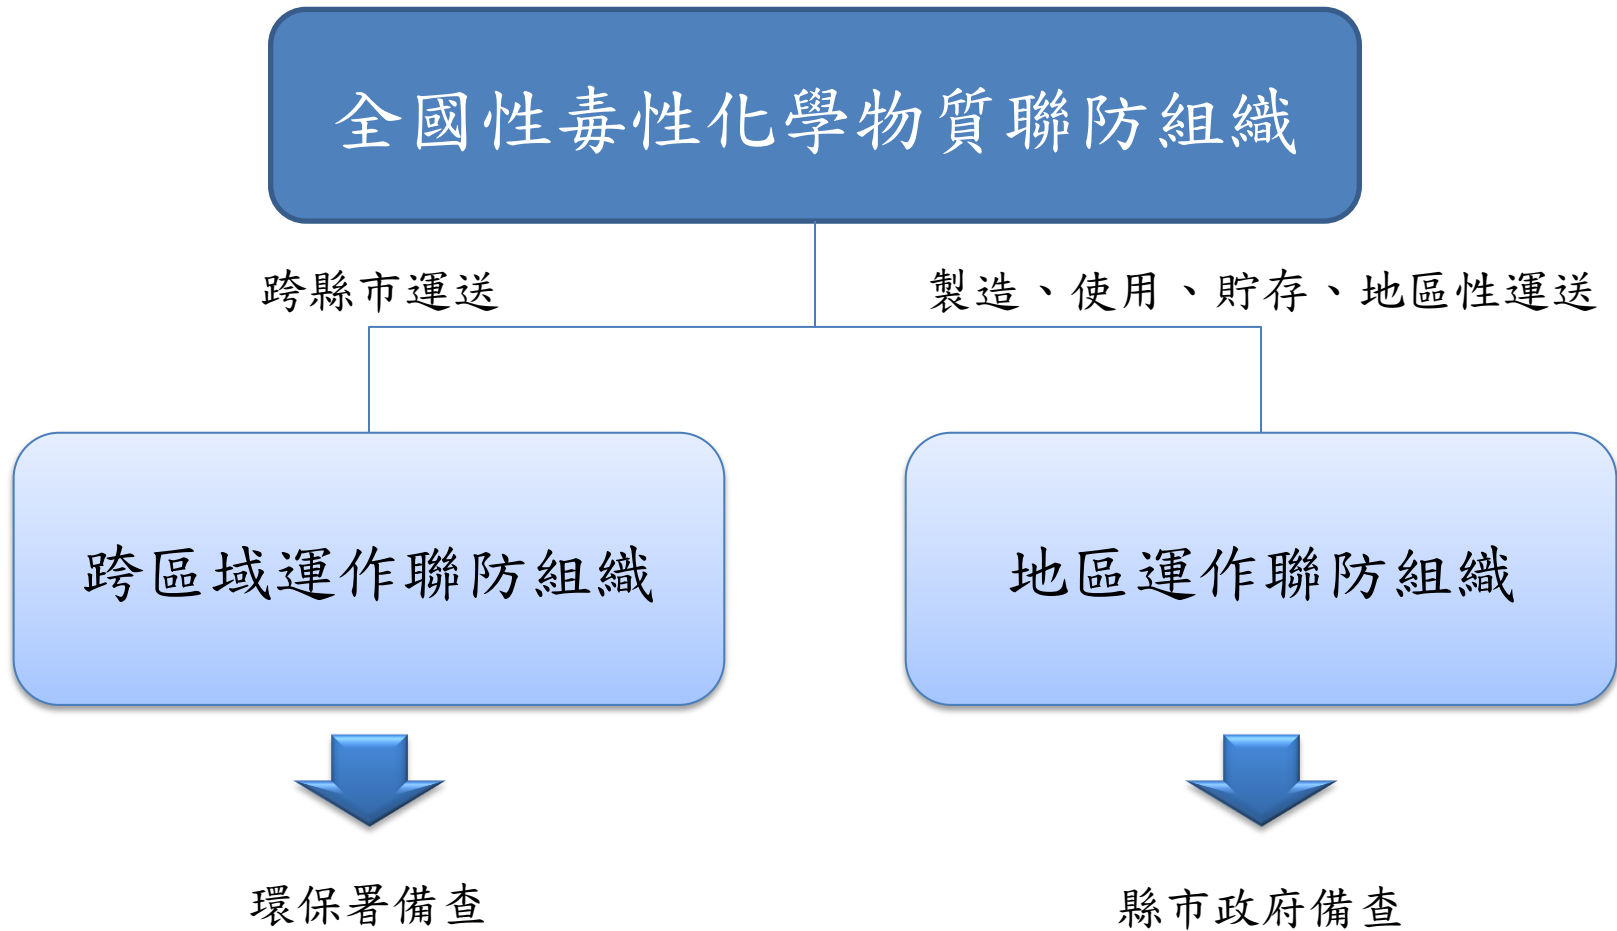 全國性毒性化學物質聯防組織
跨縣市運送
製造、使用、貯存、地區性運送
跨區域運作聯防組織
地區運作聯防組織
環保署備查
縣市政府備查